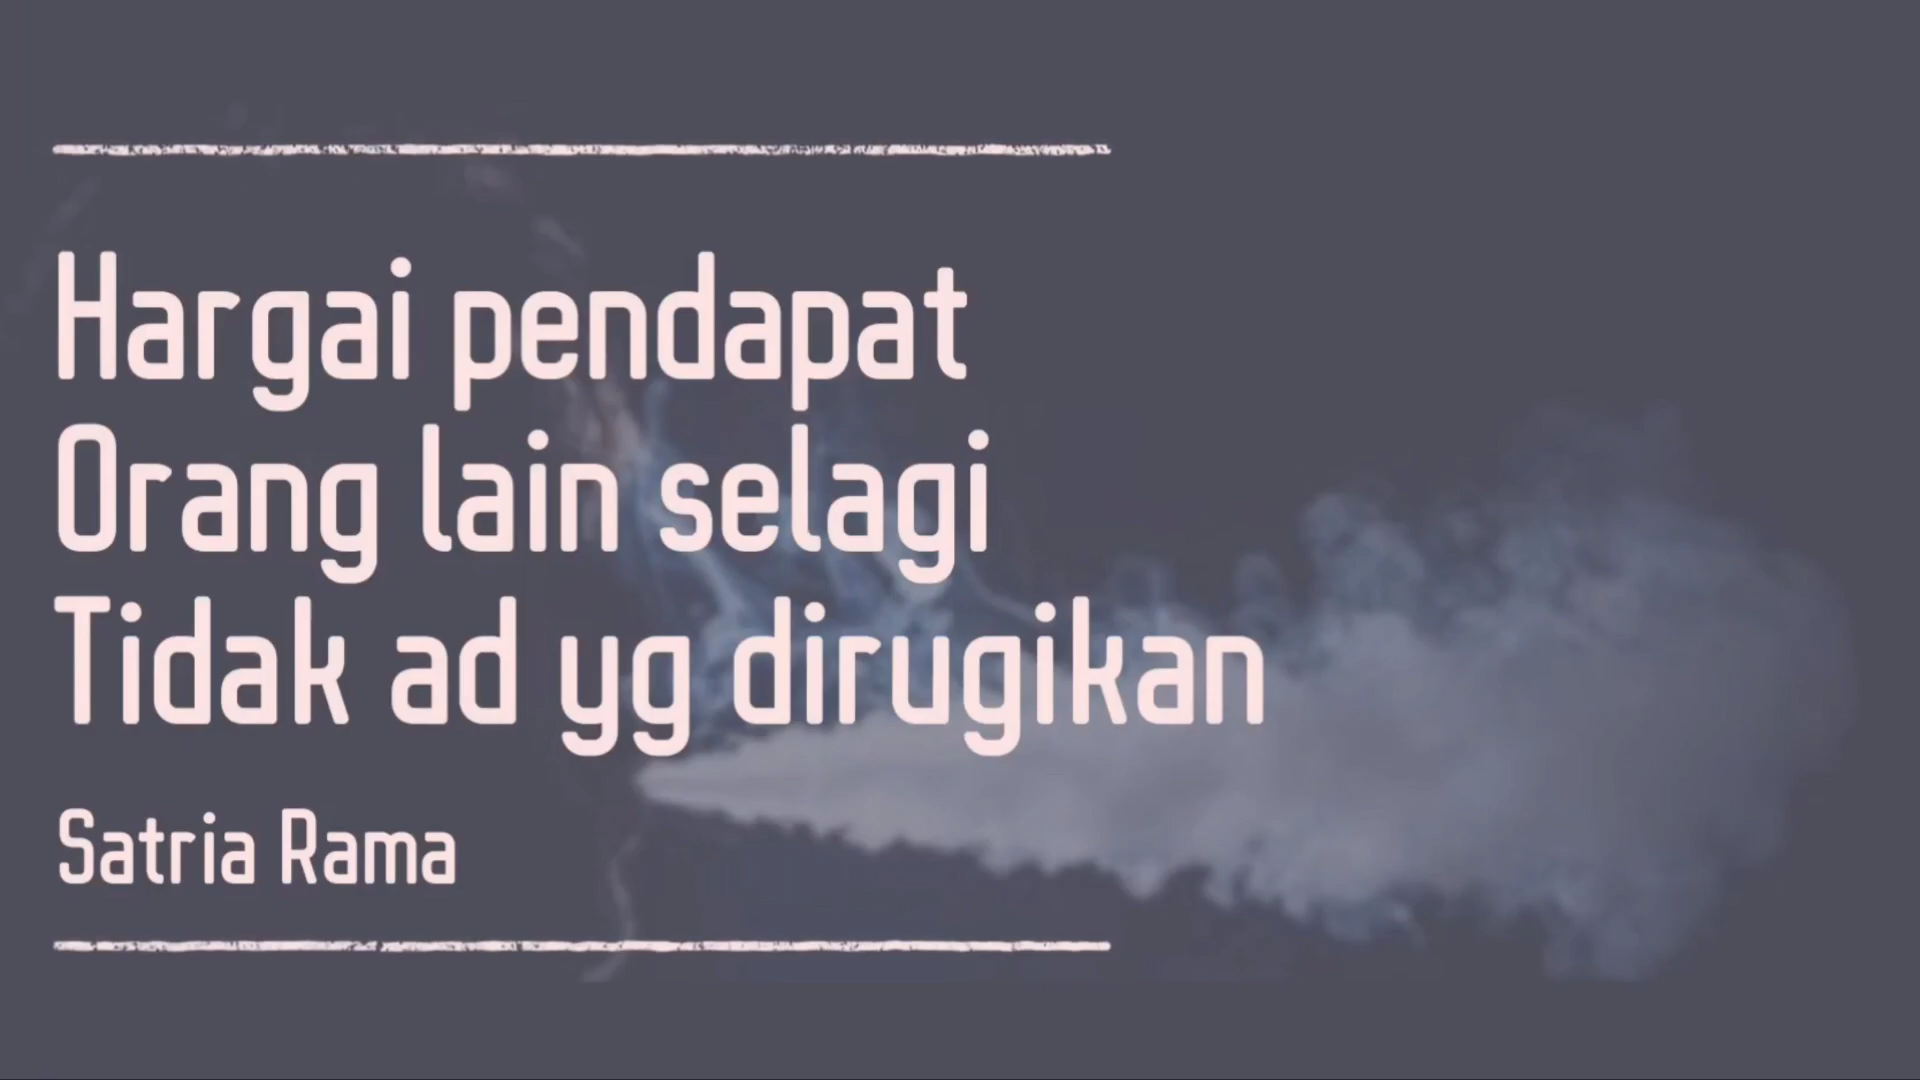 Hargai pendapat
Orang lain selagi
Tidak ad yg dirugikan
Satria Rama